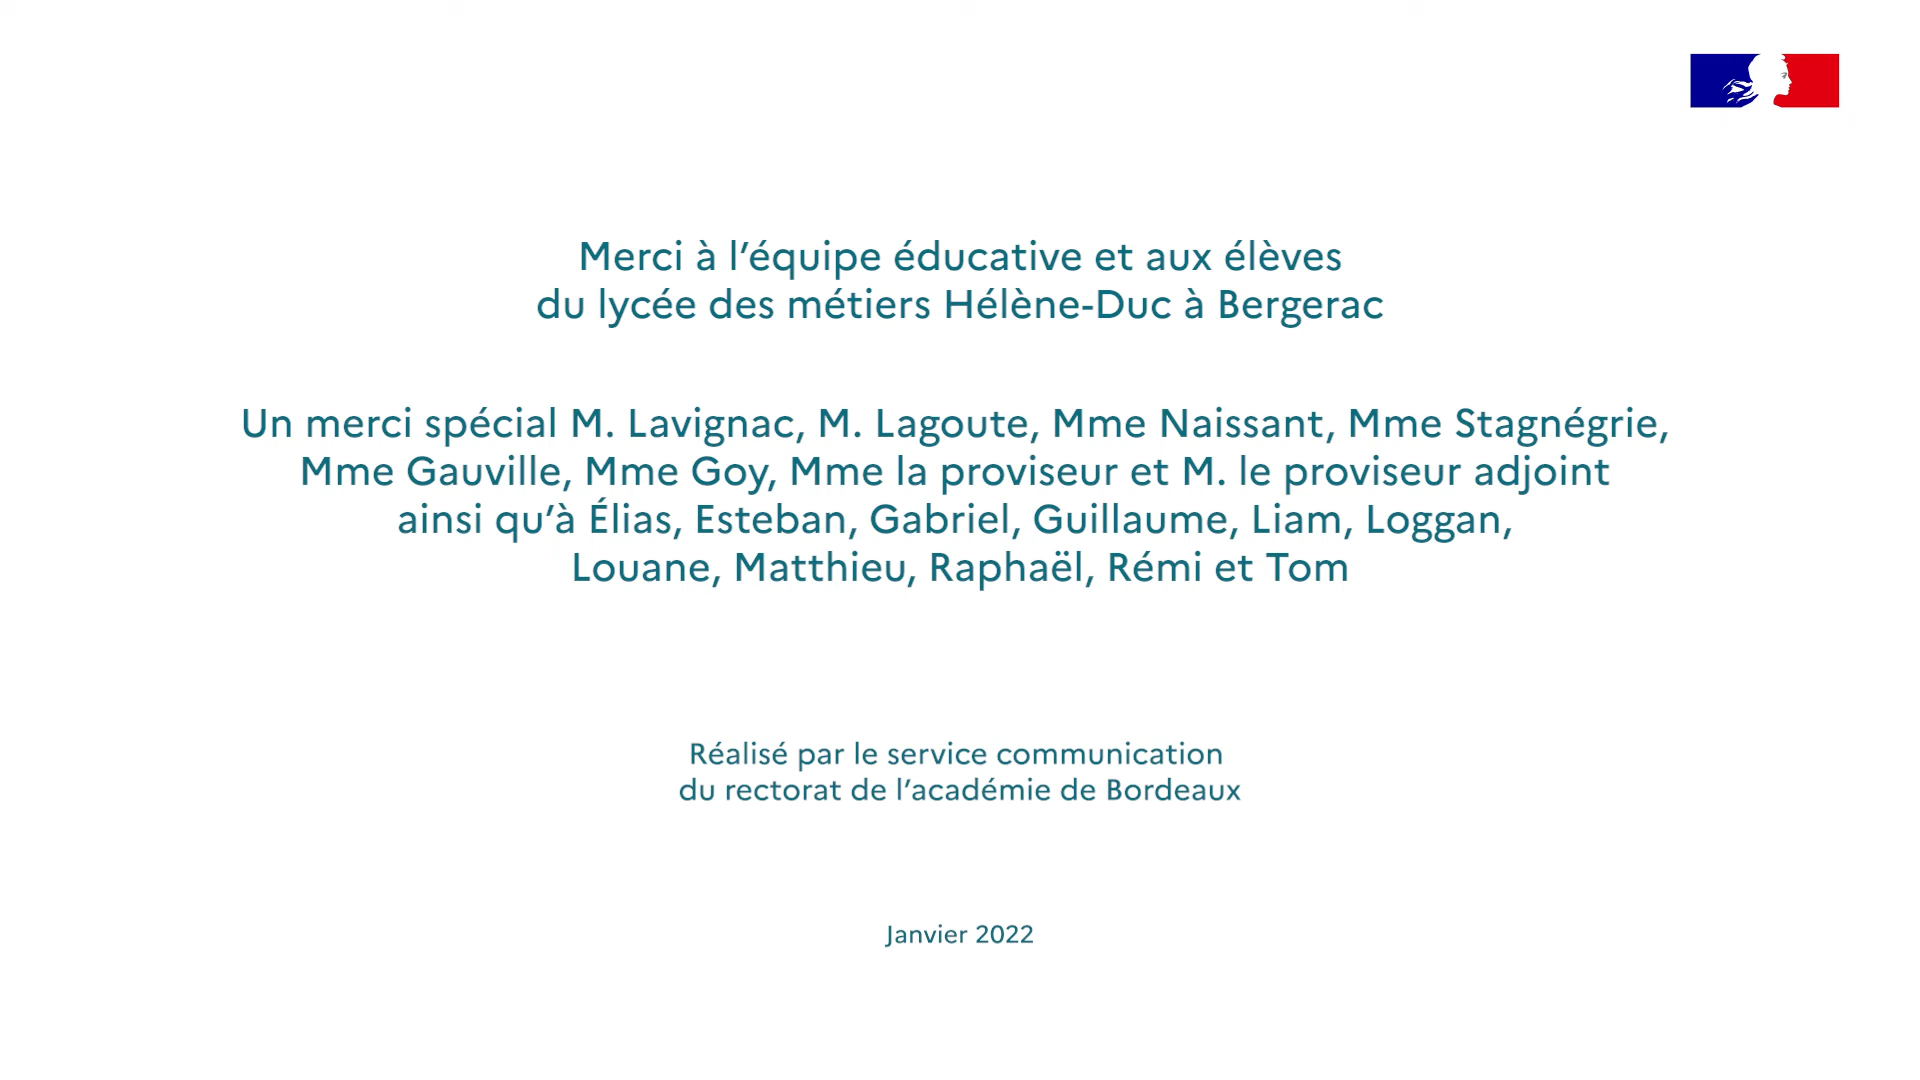 Merci à l’équipe éducative et aux élèves
du lycée des métiers Hélène-Duc à Bergerac
Un merci spécial M. Lavignac, M. Lagoute, Mme Naissant, Mme Stagnégrie,
Mme Gauville, Mme Goy, Mme la proviseur et M. le proviseur adjoint
ainsi qu’à Élias, Esteban, Gabriel, Guillaume, Liam, Loggan,
Louane, Matthieu, Raphaël, Rémi et Tom
Réalisé par le service communication
du rectorat de l’académie de Bordeaux
Janvier 2022